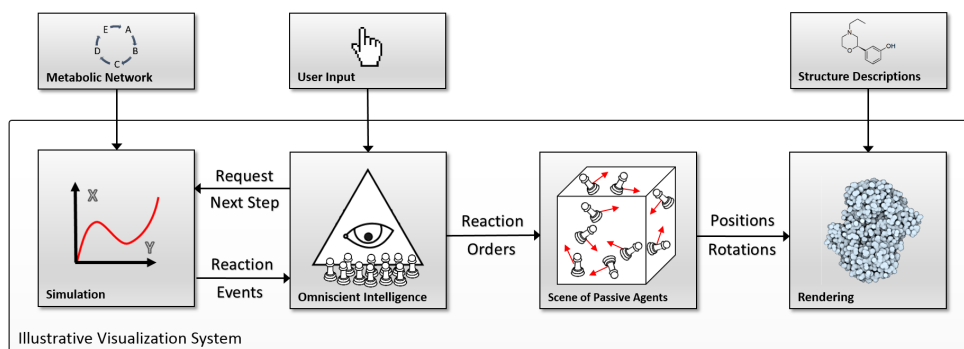 E A
D B
C
Metabolic Network
User Input
N
O
OH
Structure Descriptions
X
Y
Simulation
Request
Next Step
Reaction
Events
Omniscient Intelligence
Reaction
Orders
Scene of Passive Agents
Positions
Rotations
Rendering
Illustrative Visualization System